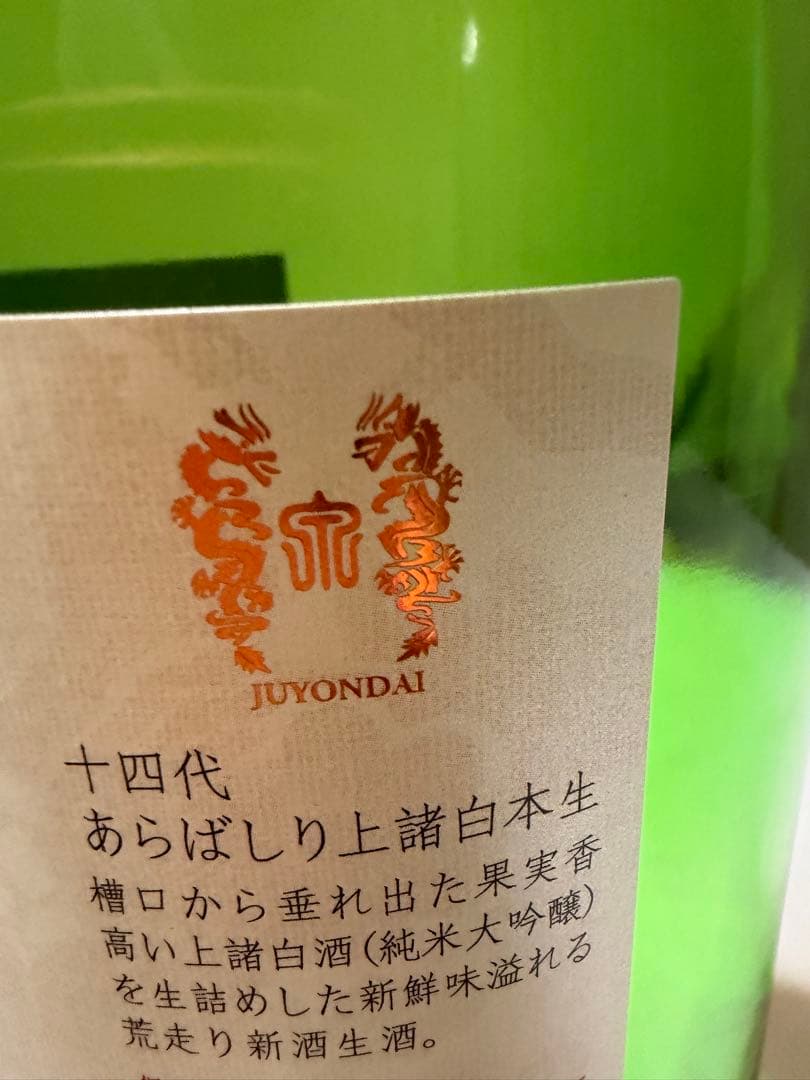 JUYONDAI
十四代
あらばしり上諸白本生
槽口から垂れ出た果実香
高い上諸白酒(純米大吟醸)
を生詰めした新鮮味溢れる
荒走り新酒生酒。